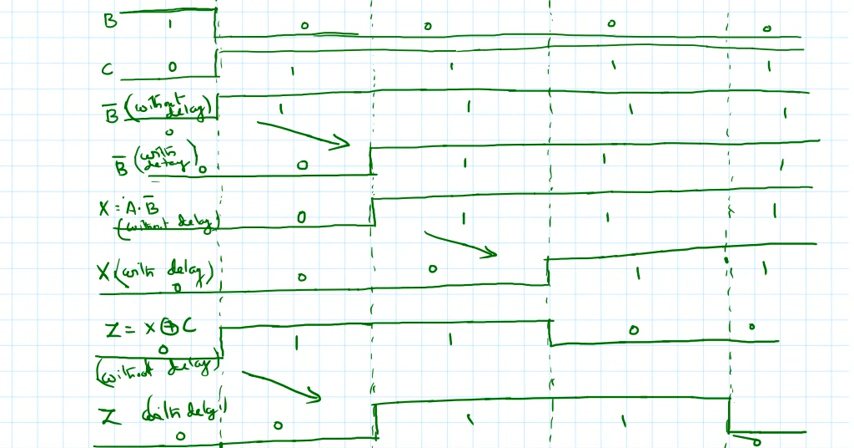 B 1 0 0 0 0
C 0 1 1 1 1
B̅ (without delay) 0 1 1 1 1
B̅ (with delay) 0 0 1 1 1
X = A·B̅ 0 1 1 1
(without delay)
X (with delay) 0 0 0 1 1
Z = X ⊕ C 0 1 1 0 0
(without delay)
Z (with delay) 0 0 1 1 0